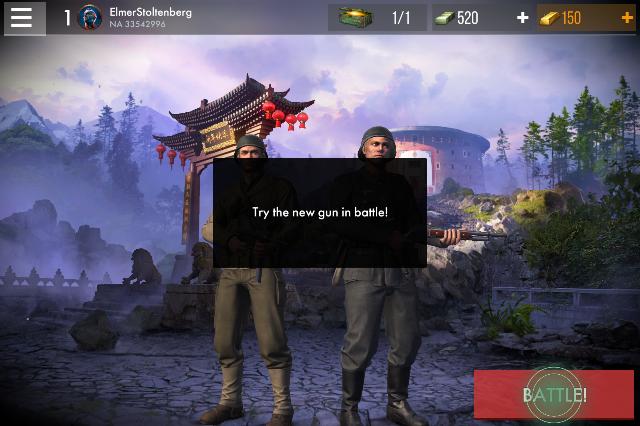 1 ElmerStoltenberg 1/1 520 + 150 +
NA 33542996
Try the new gun in battle!
BATTLE!